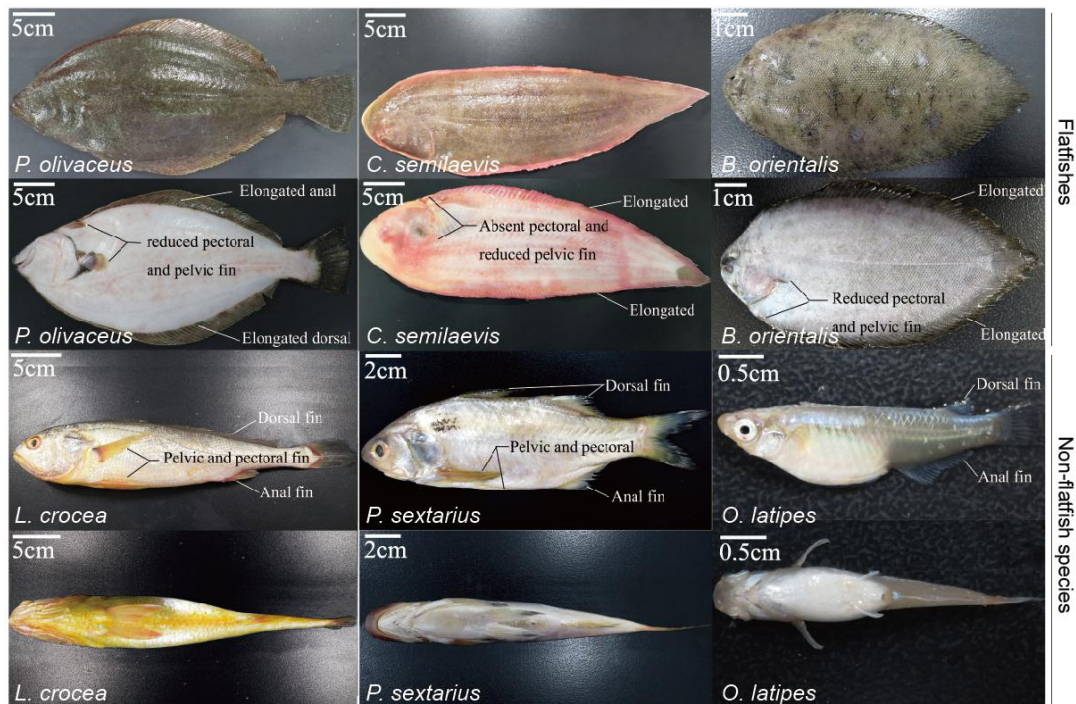 5cm
5cm
1cm
P. olivaceus
C. semilaevis
B. orientalis
Flatfishes
5cm
5cm
1cm
Elongated anal
reduced pectoral
and pelvic fin
Elongated dorsal
P. olivaceus
Elongated
Absent pectoral and
reduced pelvic fin
Elongated
C. semilaevis
Elongated
Reduced pectoral
and pelvic fin
Elongated
B. orientalis
5cm
2cm
0.5cm
Dorsal fin
Pelvic and pectoral fin
Anal fin
L. crocea
Dorsal fin
Pelvic and pectoral
Anal fin
P. sextarius
Dorsal fin
Anal fin
O. latipes
Non-flatfish species
5cm
2cm
0.5cm
L. crocea
P. sextarius
O. latipes